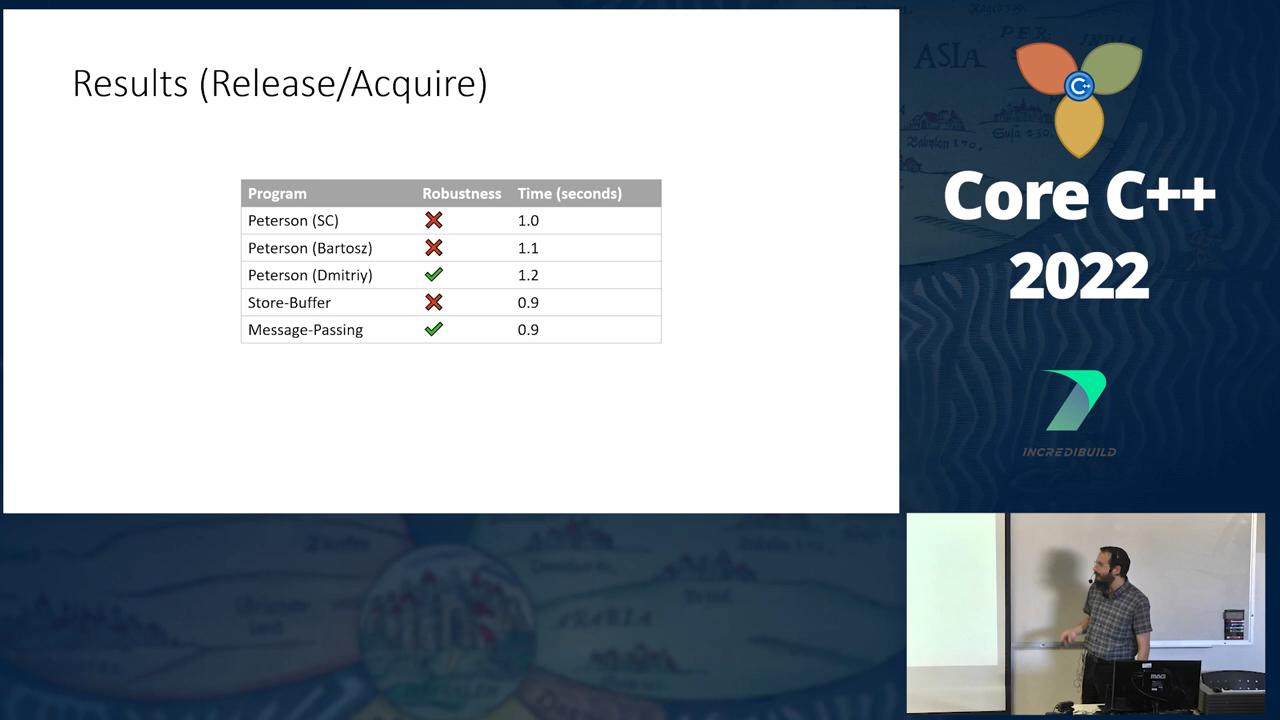 Results (Release/Acquire)
Program Robustness Time (seconds)
Peterson (SC) 1.0
Peterson (Bartosz) 1.1
Peterson (Dmitriy) 1.2
Store-Buffer 0.9
Message-Passing 0.9
ASIA
C++
Core C++
2022
INCREDIBUILD
ARABIA